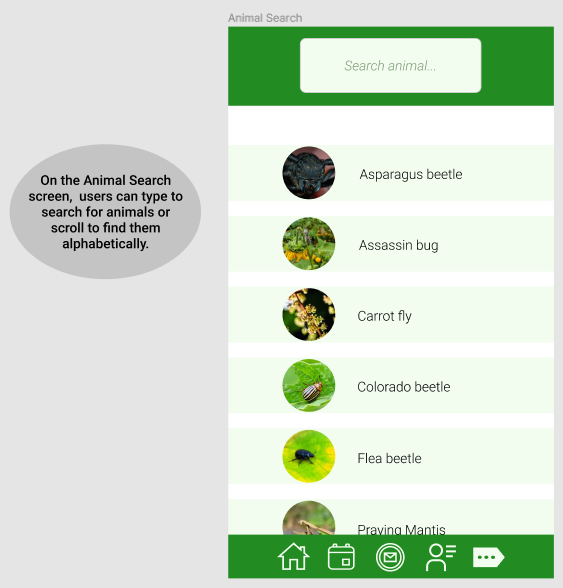 Animal Search
Search animal...
On the Animal Search
screen, users can type to
search for animals or
scroll to find them
alphabetically.
Asparagus beetle
Assassin bug
Carrot fly
Colorado beetle
Flea beetle
Praying Mantis